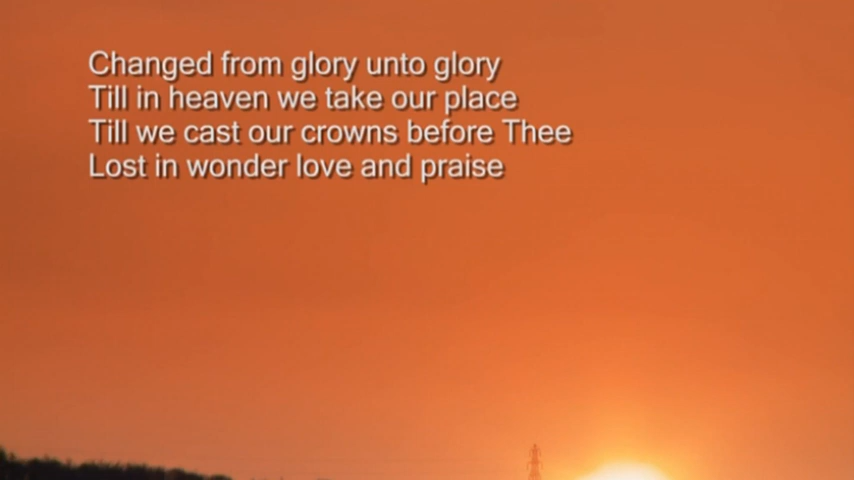 Changed from glory unto glory
Till in heaven we take our place
Till we cast our crowns before Thee
Lost in wonder love and praise